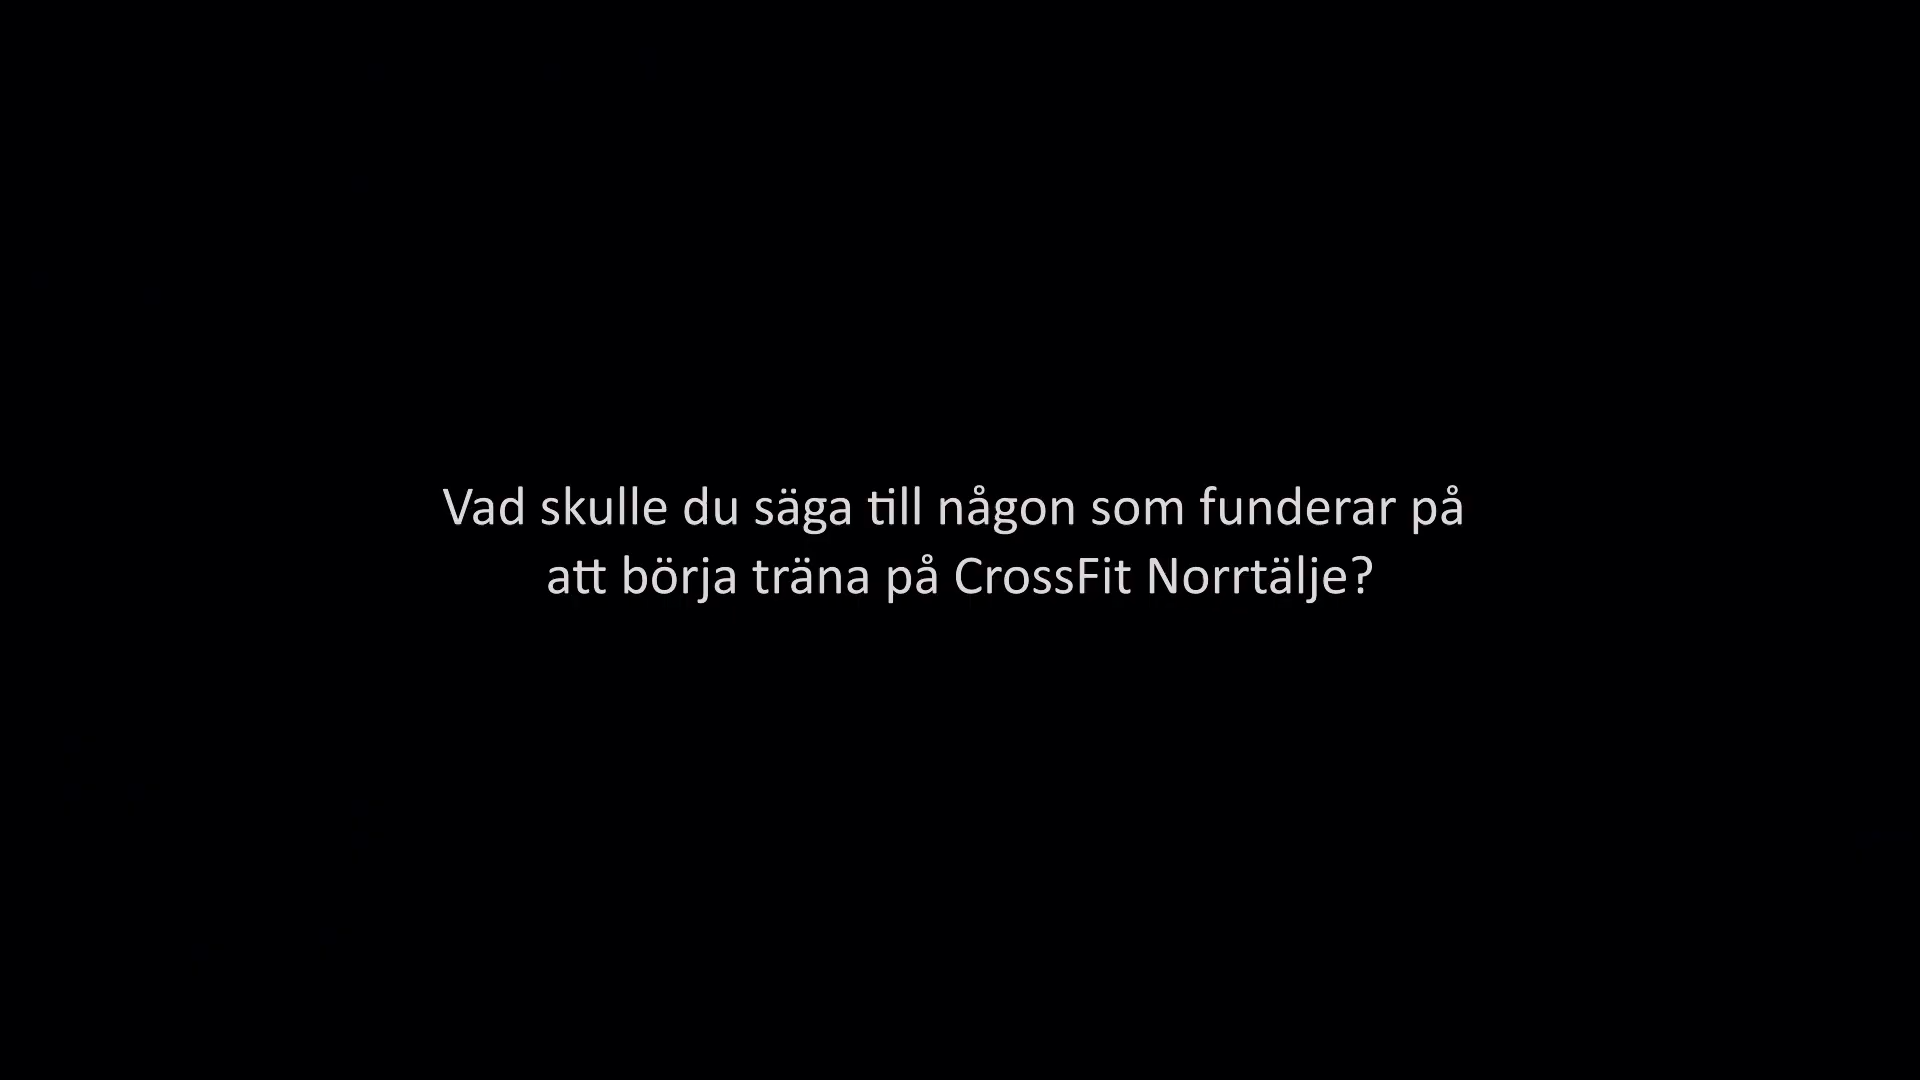 Vad skulle du säga till någon som funderar på
att börja träna på CrossFit Norrtälje?